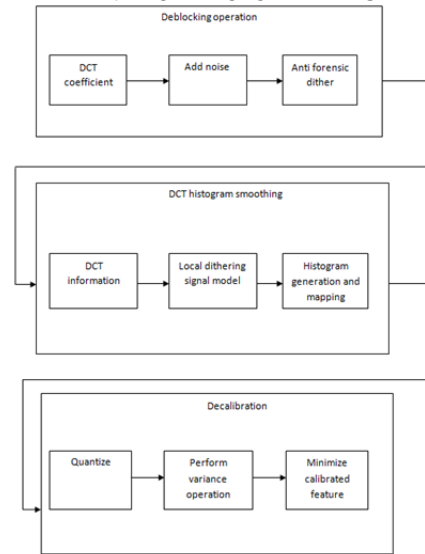 Deblocking operation
DCT
coefficient
Add noise
Anti forensic
dither
DCT histogram smoothing
DCT
information
Local dithering
signal model
Histogram
generation and
mapping
Decalibration
Quantize
Perform
variance
operation
Minimize
calibrated
feature